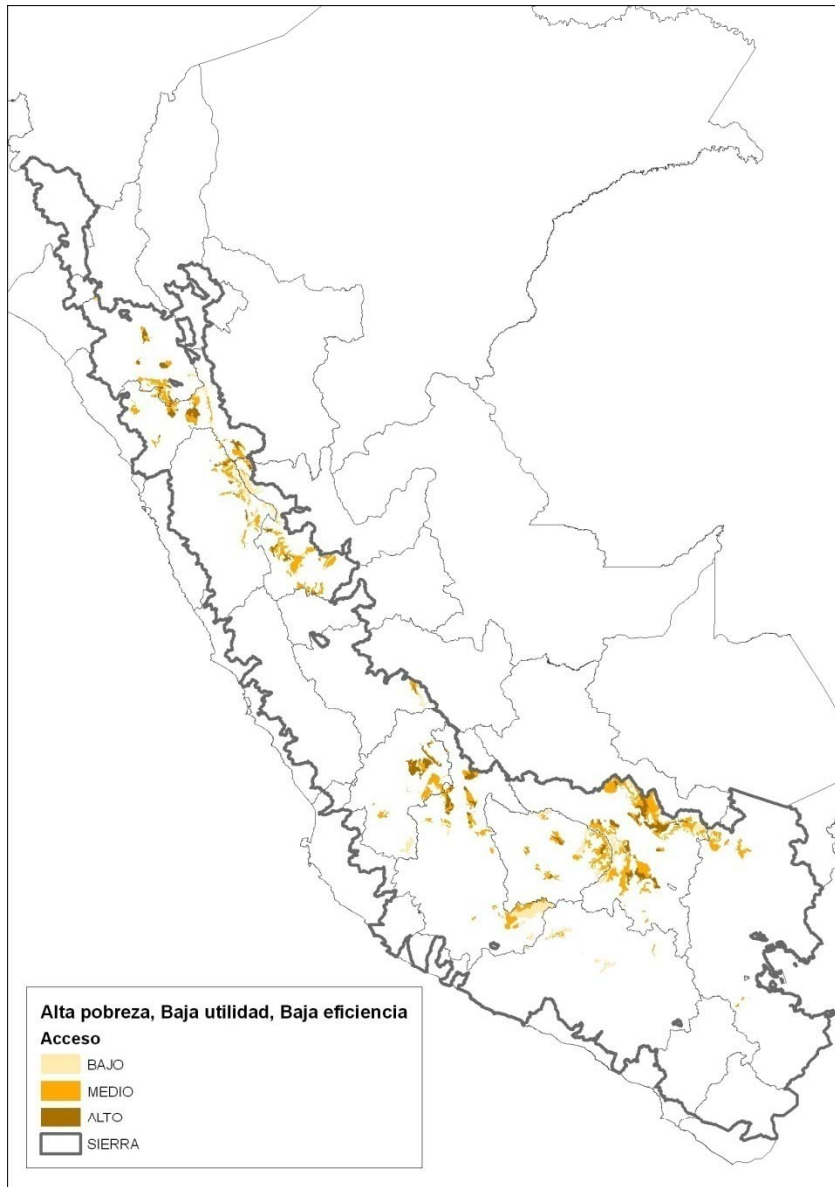 Alta pobreza, Baja utilidad, Baja eficiencia
Acceso
BAJO
MEDIO
ALTO
SIERRA